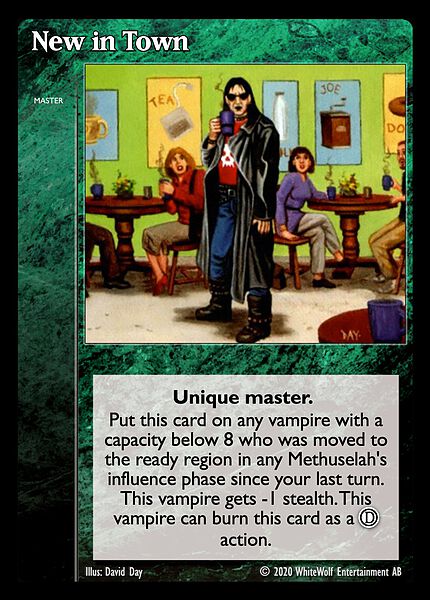 New in Town
MASTER
TEA
JOE
DO
DAY.
Unique master.
Put this card on any vampire with a
capacity below 8 who was moved to
the ready region in any Methuselah's
influence phase since your last turn.
This vampire gets -1 stealth. This
vampire can burn this card as a Ⓓ
action.
Illus: David Day
© 2020 WhiteWolf Entertainment AB